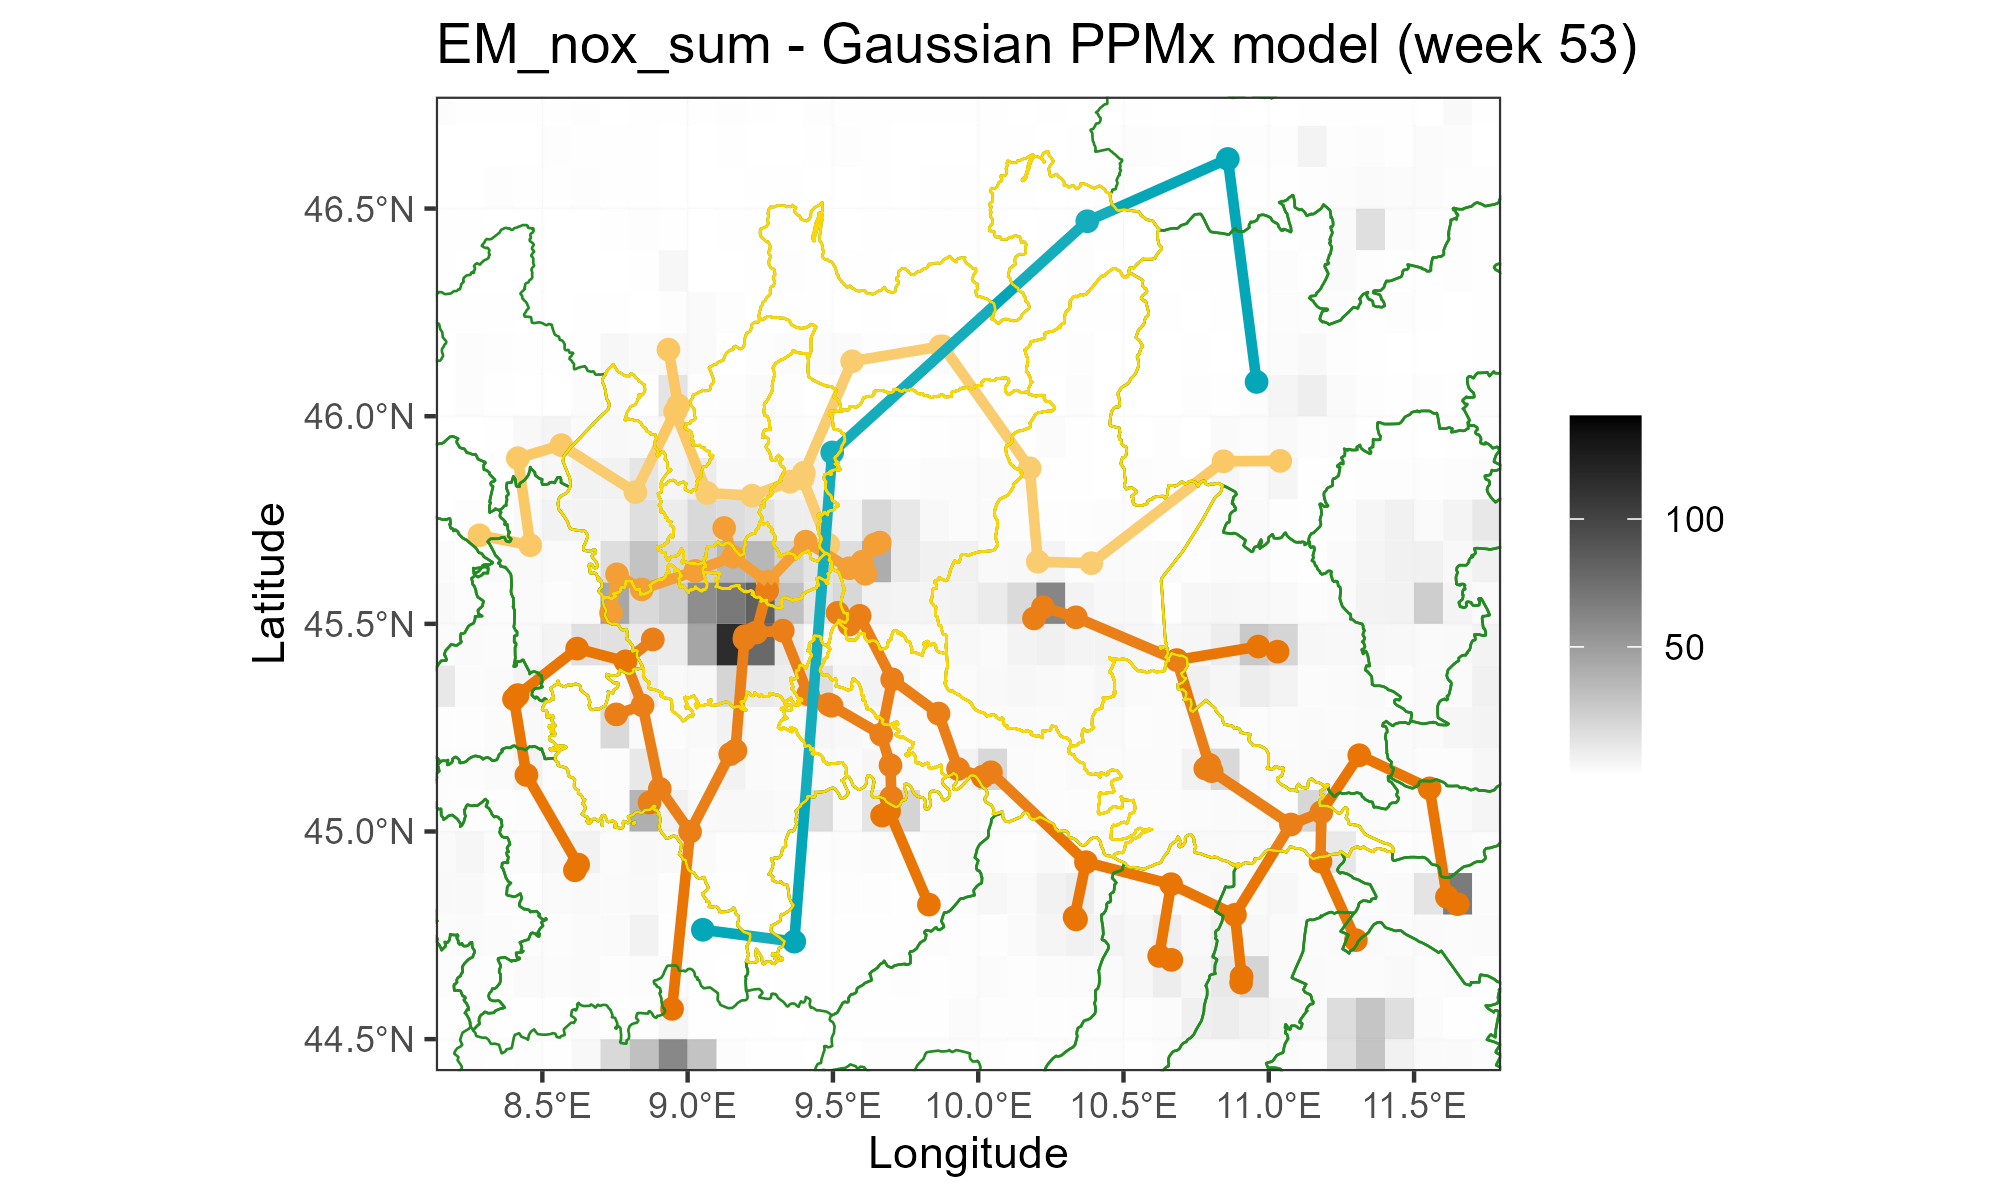 EM_nox_sum - Gaussian PPMx model (week 53)
46.5°N
46.0°N
45.5°N
45.0°N
44.5°N
Latitude
8.5°E 9.0°E 9.5°E 10.0°E 10.5°E 11.0°E 11.5°E
Longitude
100
50